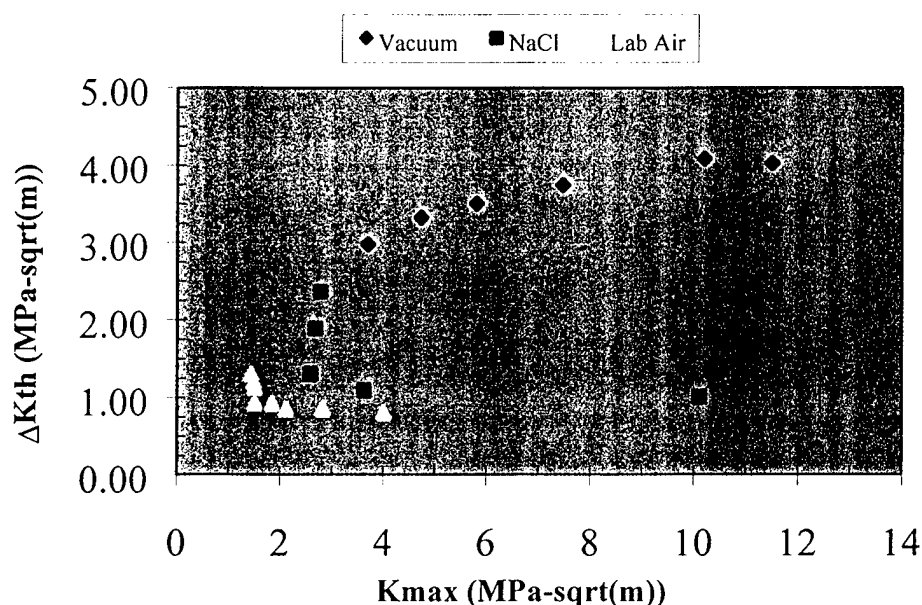 Vacuum NaCl Lab Air
5.00
4.00
3.00
2.00
1.00
0.00
ΔKth (MPa-sqrt(m))
0 2 4 6 8 10 12 14
Kmax (MPa-sqrt(m))